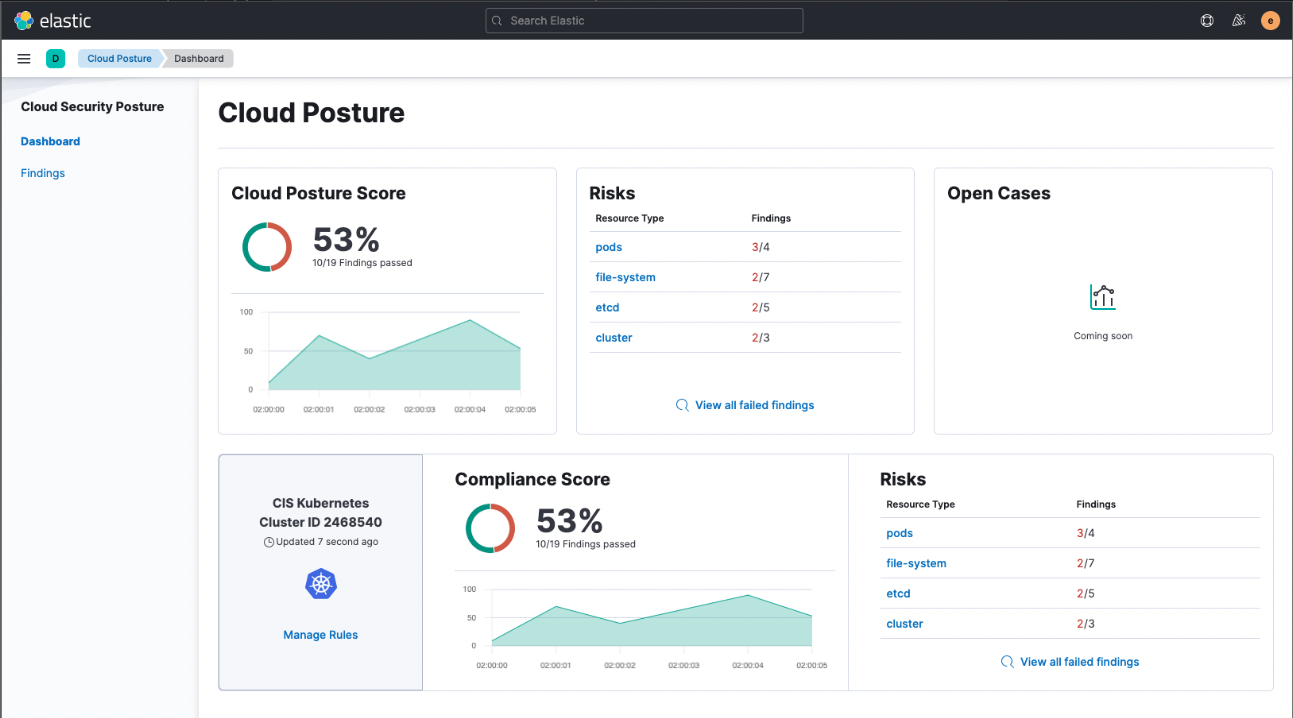 elastic
Search Elastic
e
D
Cloud Posture
Dashboard
Cloud Security Posture
Dashboard
Findings
Cloud Posture
Cloud Posture Score
53%
10/19 Findings passed
100
50
0
02:00:00 02:00:01 02:00:02 02:00:03 02:00:04 02:00:05
Risks
Resource Type Findings
pods 3/4
file-system 2/7
etcd 2/5
cluster 2/3
View all failed findings
Open Cases
Coming soon
CIS Kubernetes
Cluster ID 2468540
Updated 7 second ago
Manage Rules
Compliance Score
53%
10/19 Findings passed
100
50
0
02:00:00 02:00:01 02:00:02 02:00:03 02:00:04 02:00:05
Risks
Resource Type Findings
pods 3/4
file-system 2/7
etcd 2/5
cluster 2/3
View all failed findings